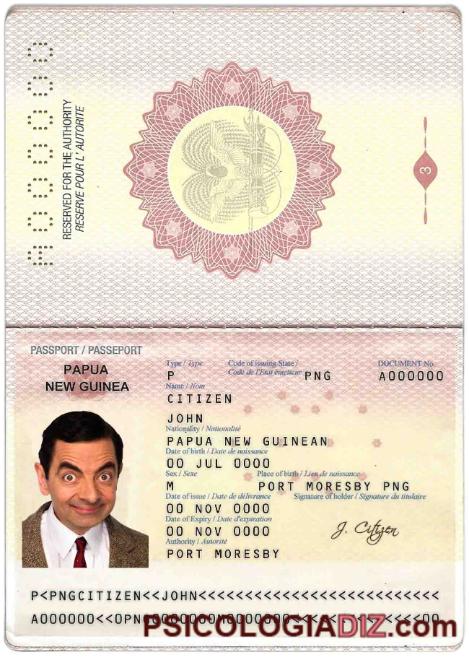 A000000
RESERVED FOR THE AUTHORITY
RESERVE POUR L' AUTORITE
3
PASSPORT / PASSEPORT
PAPUA
NEW GUINEA
Type / Type Code of issuing State / DOCUMENT No.
Code de l'État émetteur
P PNG A000000
Name / Nom
CITIZEN
JOHN
Nationality / Nationalité
PAPUA NEW GUINEAN
Date of birth / Date de naissance
00 JUL 0000
Sex / Sexe Place of birth / Lieu de naissance
M PORT MORESBY PNG
Date of issue / Date de délivrance Signature of holder / Signature du titulaire
00 NOV 0000
Date of Expiry / Date d'expiration
00 NOV 0000
J. Citizen
Authority / Autorité
PORT MORESBY
P<PNGCITIZEN<<JOHN<<<<<<<<<<<<<<<<<<<<<<<<<<
A000000<<0PNG
PSICOLOGIADIZ.com